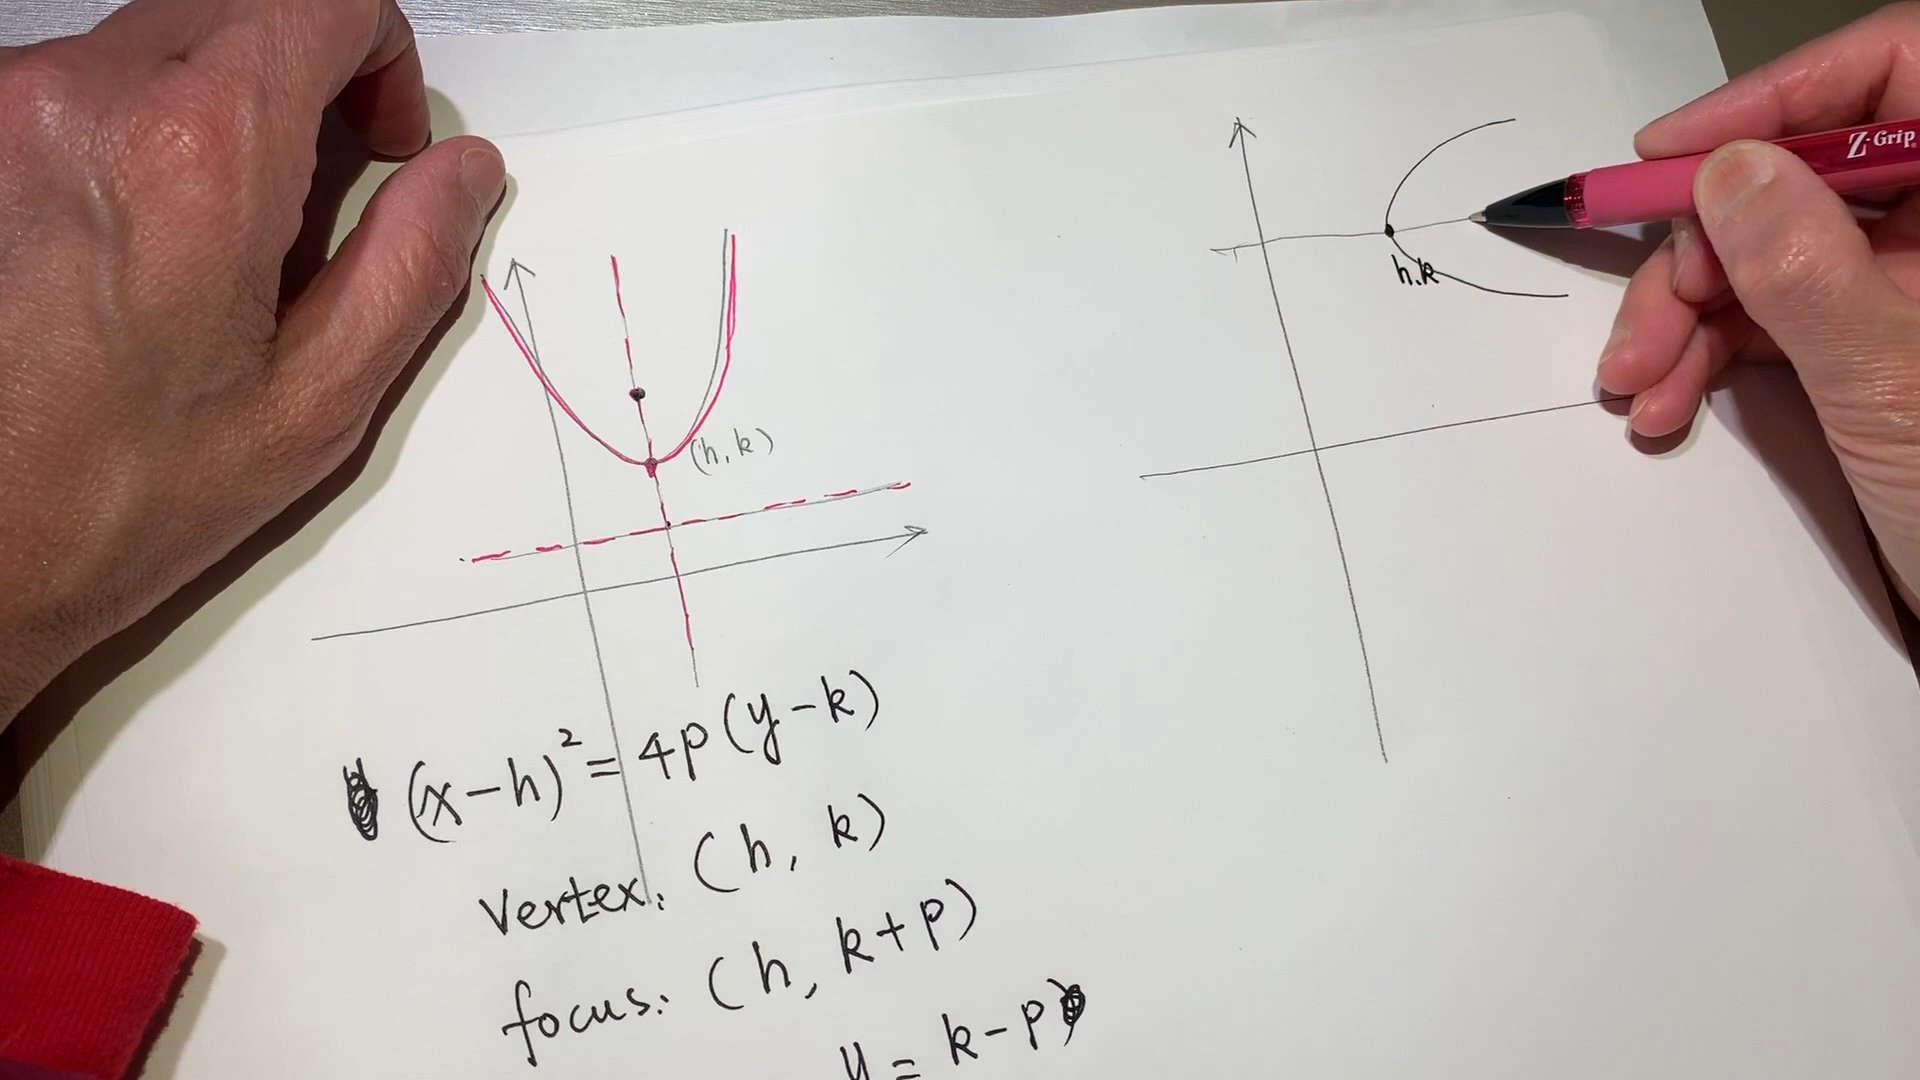 Z-Grip
h.k
(h, k)
(x-h)² = 4p(y-k)
Vertex: (h, k)
focus: (h, k+p)
y = k-p